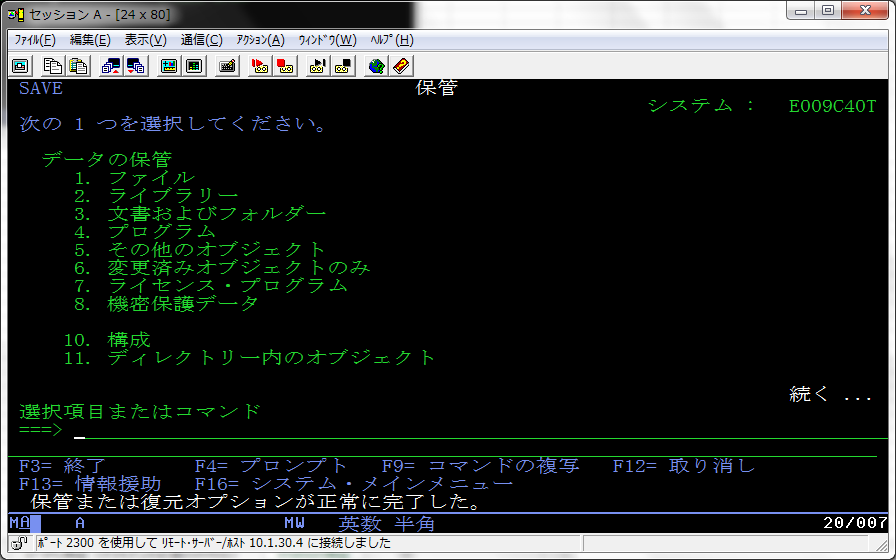 セッション A - [24 x 80]
ﾌｧｲﾙ(F) 編集(E) 表示(V) 通信(C) ｱｸｼｮﾝ(A) ｳｨﾝﾄﾞｳ(W) ﾍﾙﾌﾟ(H)
SAVE 保管
システム : E009C40T
次の 1 つを選択してください。
データの保管
1. ファイル
2. ライブラリー
3. 文書およびフォルダー
4. プログラム
5. その他のオブジェクト
6. 変更済みオブジェクトのみ
7. ライセンス・プログラム
8. 機密保護データ
10. 構成
11. ディレクトリー内のオブジェクト
続く ...
選択項目またはコマンド
===>
F3= 終了 F4= プロンプト F9= コマンドの複写 F12= 取り消し
F13= 情報援助 F16= システム・メインメニュー
保管または復元オプションが正常に完了した。
MA A MW 英数 半角 20/007
ﾎﾟｰﾄ 2300 を使用して ﾘﾓｰﾄ･ｻｰﾊﾞｰ/ﾎｽﾄ 10.1.30.4 に接続しました